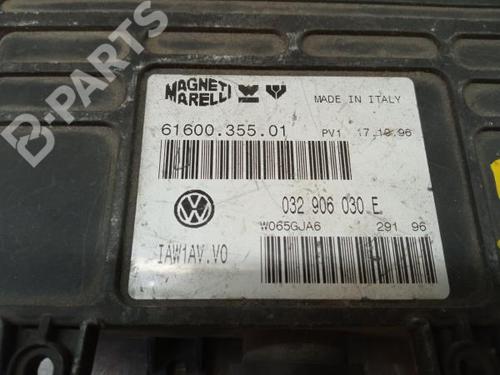 B-PARTS
MAGNETI MARELLI
MADE IN ITALY
61600.355.01 PV1 17.10.96
032 906 030 E
W065GJA6 291 96
IAW1AV.V0